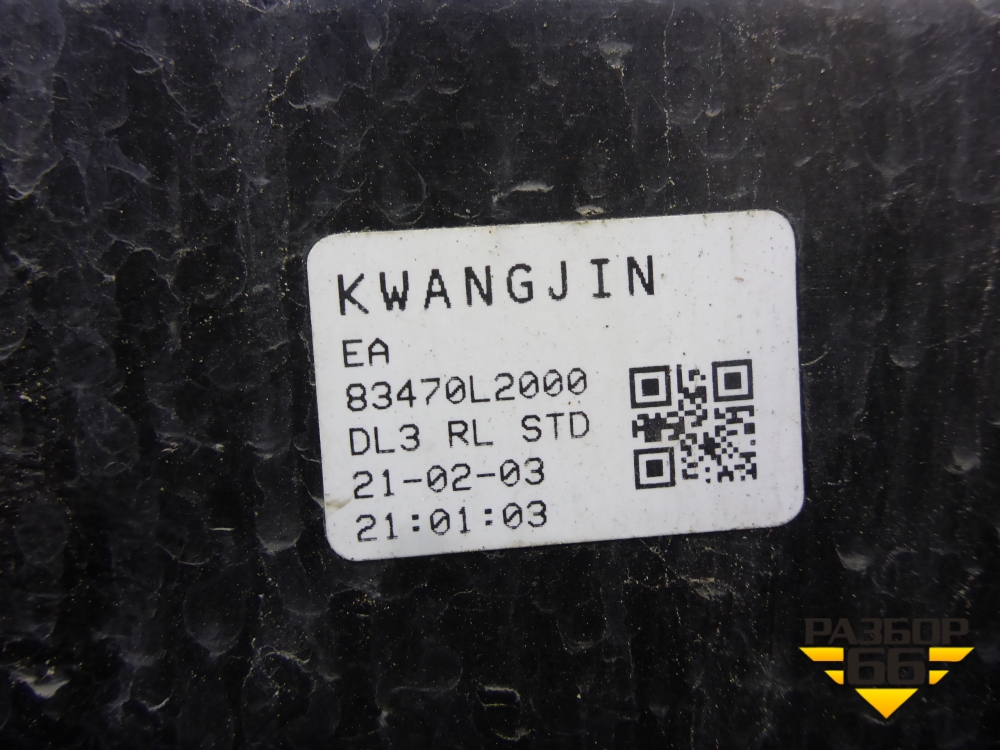 KWANGJIN
EA
83470L2000
DL3 RL STD
21-02-03
21:01:03
РАЗБОР
66